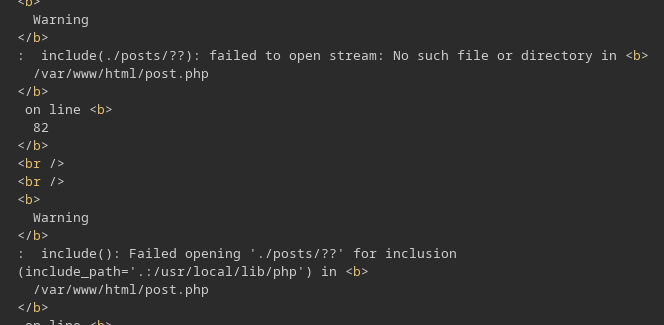 <b>
Warning
</b>
:  include(./posts/??): failed to open stream: No such file or directory in <b>
/var/www/html/post.php
</b>
on line <b>
82
</b>
<br />
<br />
<b>
Warning
</b>
:  include(): Failed opening './posts/??' for inclusion
(include_path='.:/usr/local/lib/php') in <b>
/var/www/html/post.php
</b>
on line <b>